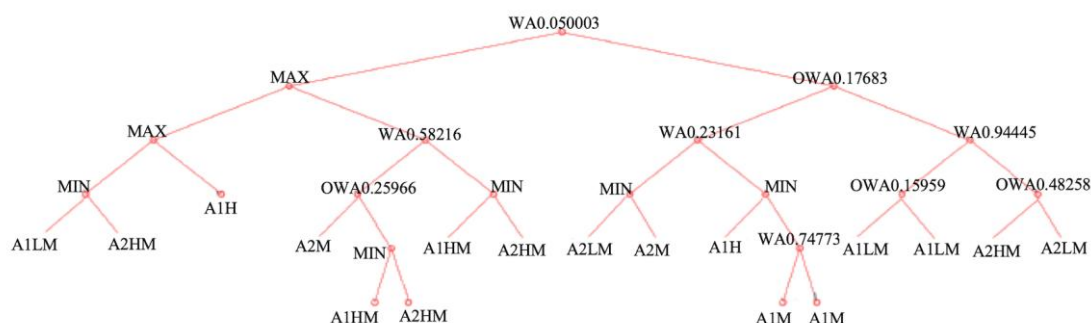 WA0.050003
MAX OWA0.17683
MAX WA0.58216 WA0.23161 WA0.94445
MIN A1H OWA0.25966 MIN MIN MIN OWA0.15959 OWA0.48258
A1LM A2HM A2M MIN A1HM A2HM A2LM A2M A1H WA0.74773 A1LM A1LM A2HM A2LM
A1HM A2HM A1M A1M